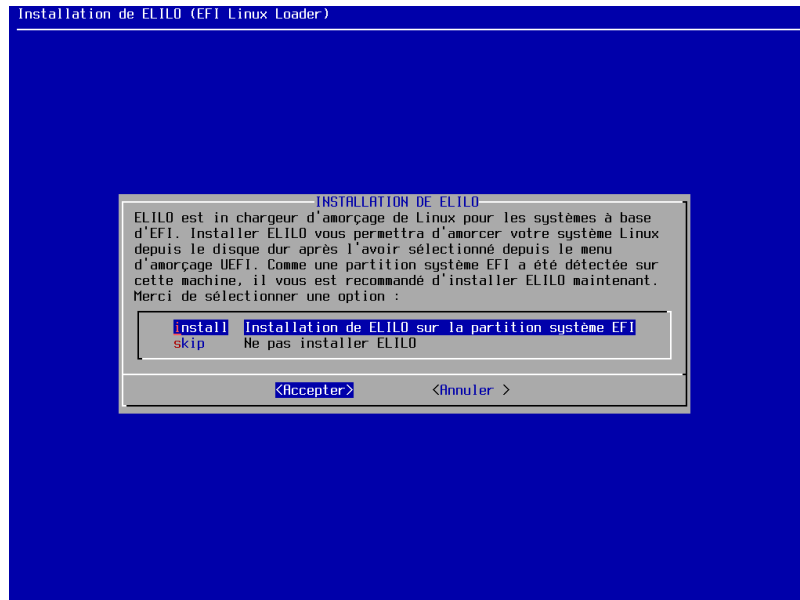 Installation de ELILO (EFI Linux Loader)
INSTALLATION DE ELILO
ELILO est in chargeur d'amorçage de Linux pour les systèmes à base
d'EFI. Installer ELILO vous permettra d'amorcer votre système Linux
depuis le disque dur après l'avoir sélectionné depuis le menu
d'amorçage UEFI. Comme une partition système EFI a été détectée sur
cette machine, il vous est recommandé d'installer ELILO maintenant.
Merci de sélectionner une option :
install Installation de ELILO sur la partition système EFI
skip Ne pas installer ELILO
<Accepter> <Annuler >